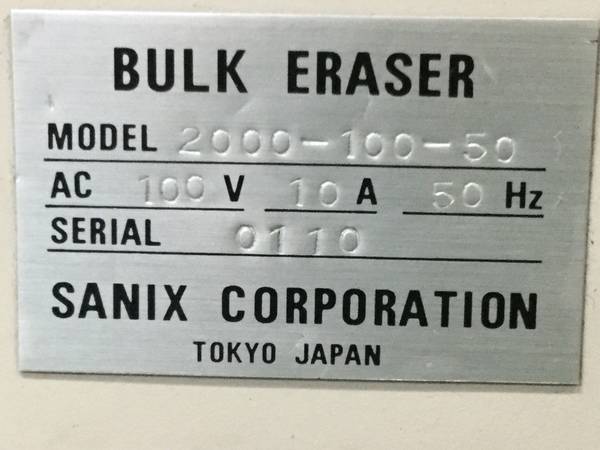 BULK ERASER
MODEL 2000-100-50
AC 100 V 10 A 50 Hz
SERIAL 0110
SANIX CORPORATION
TOKYO JAPAN